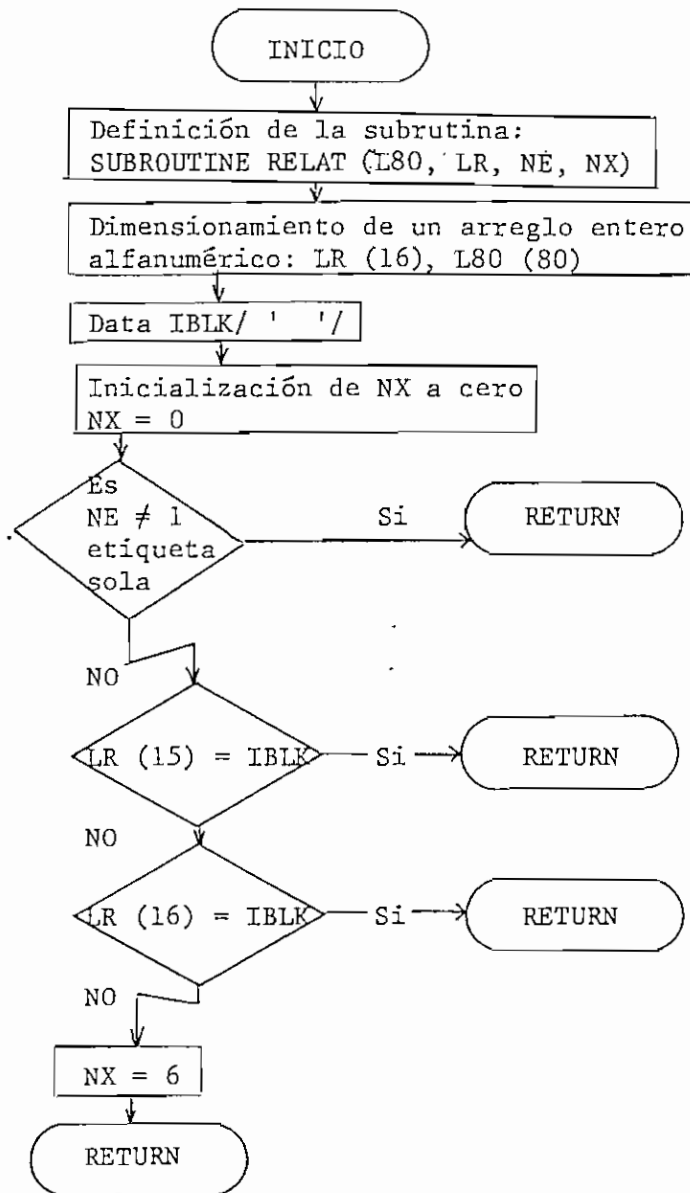 INICIO
Definición de la subrutina:
SUBROUTINE RELAT (L80, LR, NE, NX)
Dimensionamiento de un arreglo entero
alfanumérico: LR (16), L80 (80)
Data IBLK/ ' '/
Inicialización de NX a cero
NX = 0
Es
NE ≠ 1
etiqueta
sola
Si
RETURN
NO
LR (15) = IBLK
Si
RETURN
NO
LR (16) = IBLK
Si
RETURN
NO
NX = 6
RETURN